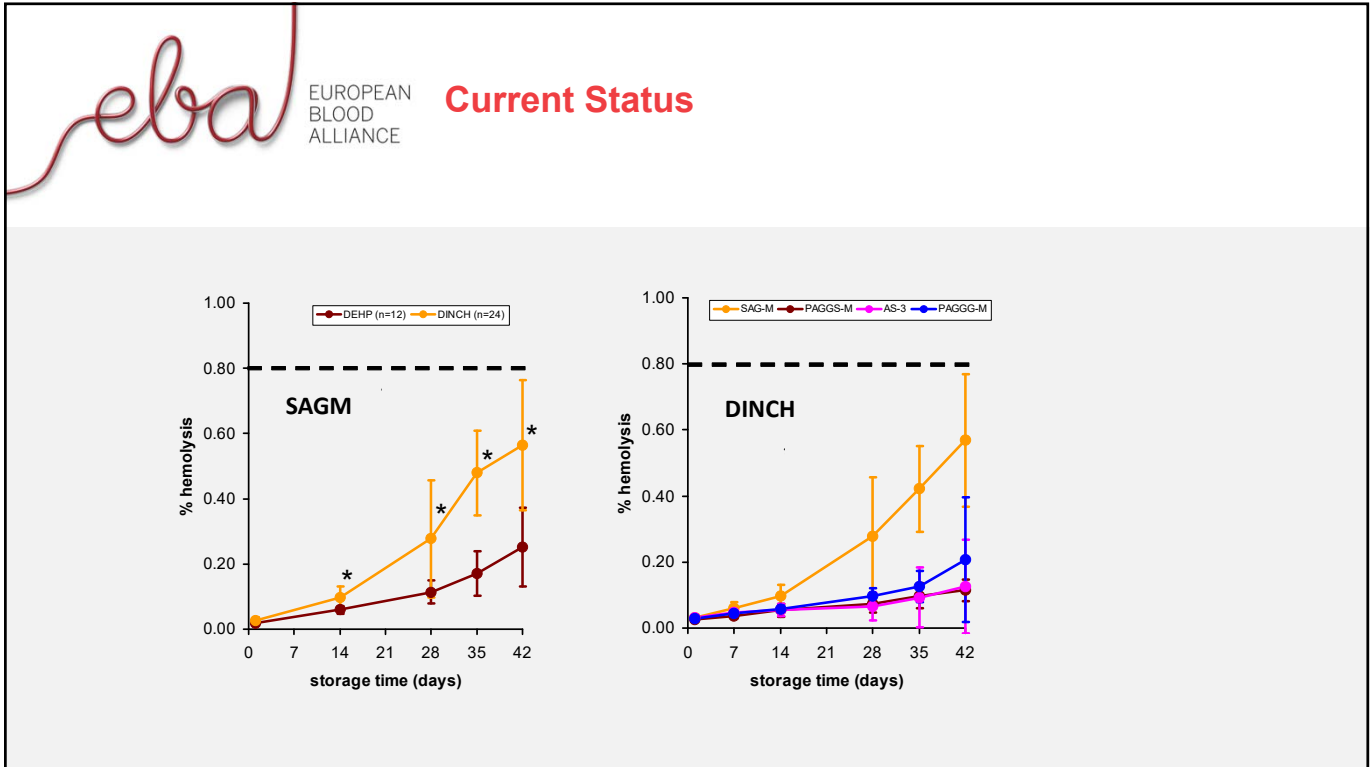 eba
EUROPEAN
BLOOD
ALLIANCE
Current Status
1.00
0.80
0.60
0.40
0.20
0.00
% hemolysis
DEHP (n=12) DINCH (n=24)
SAGM
*
*
*
*
0 7 14 21 28 35 42
storage time (days)
1.00
0.80
0.60
0.40
0.20
0.00
% hemolysis
SAG-M PAGGS-M AS-3 PAGGG-M
DINCH
0 7 14 21 28 35 42
storage time (days)